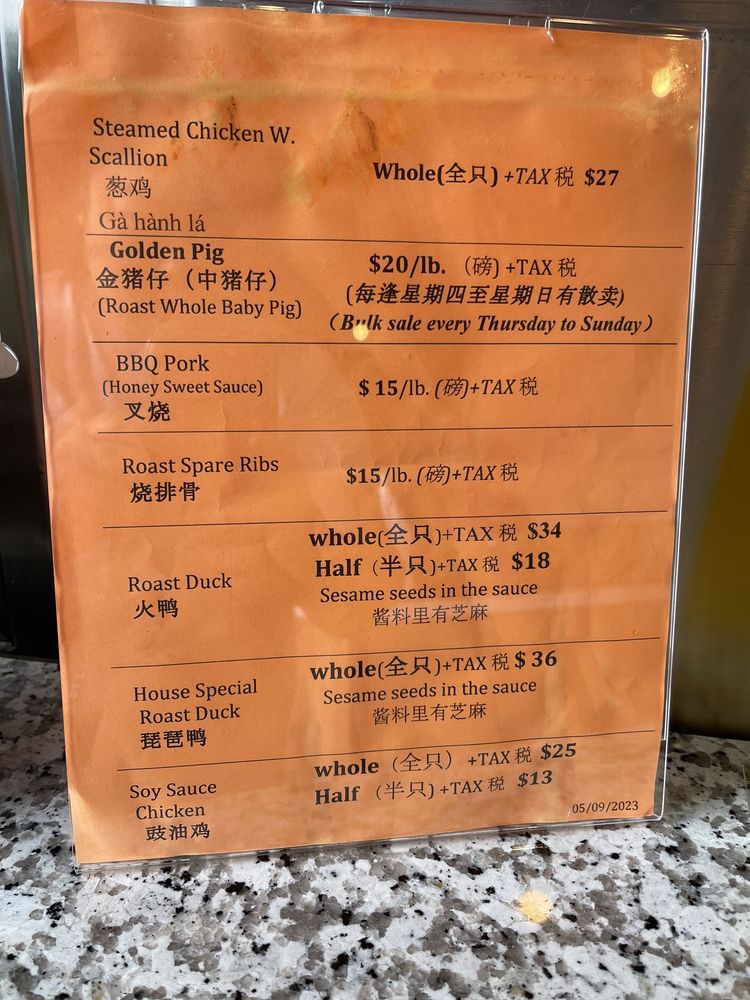 Steamed Chicken W.
Scallion
葱鸡
Gà hành lá
Whole(全只) +TAX 税 $27
Golden Pig
金猪仔（中猪仔）
(Roast Whole Baby Pig)
$20/lb. （磅) +TAX 税
(每逢星期四至星期日有散卖)
（Bulk sale every Thursday to Sunday）
BBQ Pork
(Honey Sweet Sauce)
叉烧
$ 15/lb. (磅)+TAX 税
Roast Spare Ribs
烧排骨
$15/lb. (磅)+TAX 税
Roast Duck
火鸭
whole(全只)+TAX 税 $34
Half（半只)+TAX 税 $18
Sesame seeds in the sauce
酱料里有芝麻
House Special
Roast Duck
琵琶鸭
whole(全只)+TAX 税 $ 36
Sesame seeds in the sauce
酱料里有芝麻
Soy Sauce
Chicken
豉油鸡
whole（全只） +TAX 税 $25
Half （半只) +TAX 税 $13
05/09/2023